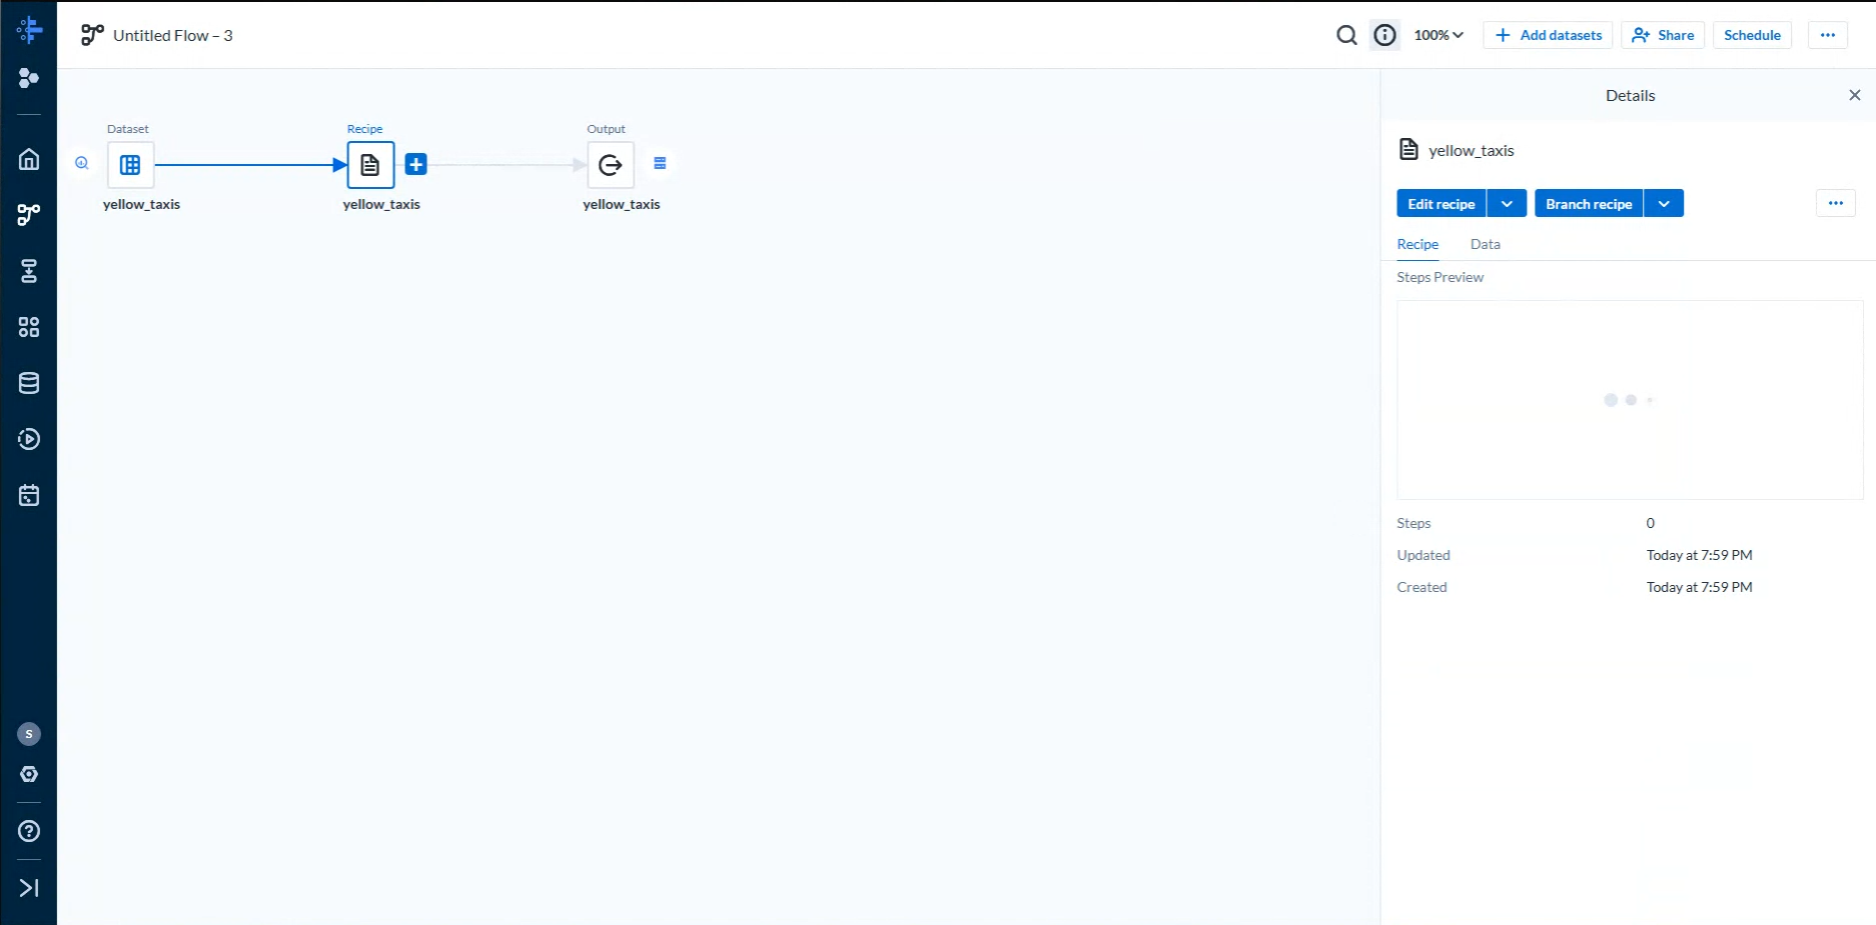 Untitled Flow – 3
100%
Add datasets
Share
Schedule
Details
Dataset
Recipe
Output
yellow_taxis
yellow_taxis
yellow_taxis
yellow_taxis
Edit recipe
Branch recipe
Recipe
Data
Steps Preview
Steps 0
Updated Today at 7:59 PM
Created Today at 7:59 PM
S